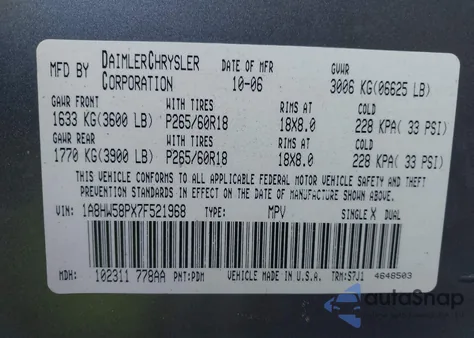 MFD BY DAIMLERCHRYSLER CORPORATION DATE OF MFR 10-06 GVWR 3006 KG(06625 LB)
GAWR FRONT WITH TIRES RIMS AT COLD
1633 KG(3600 LB) P265/60R18 18X8.0 228 KPA( 33 PSI)
GAWR REAR WITH TIRES RIMS AT COLD
1770 KG(3900 LB) P265/60R18 18X8.0 228 KPA( 33 PSI)
THIS VEHICLE CONFORMS TO ALL APPLICABLE FEDERAL MOTOR VEHICLE SAFETY AND THEFT
PREVENTION STANDARDS IN EFFECT ON THE DATE OF MANUFACTURE SHOWN ABOVE.
VIN: 1A8HW58PX7F521968 TYPE: MPV SINGLE X DUAL
MDH: 102311 778AA PNT:PDM VEHICLE MADE IN U.S.A. TRM:S7J1 4648503
autoSnap